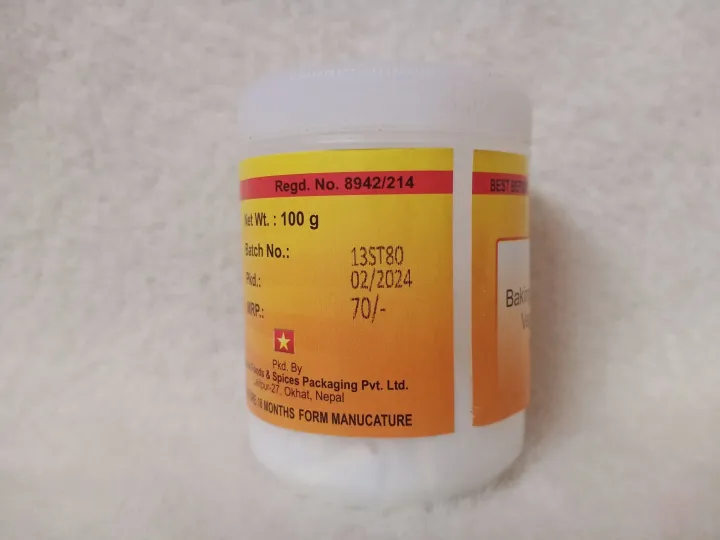 Regd. No. 8942/214
Net Wt. : 100 g
Batch No.: 13ST80
Pkd.: 02/2024
MRP.: 70/-
Pkd. By
& Spices Packaging Pvt. Ltd.
-27, Okhat, Nepal
MONTHS FORM MANUCATURE
BEST